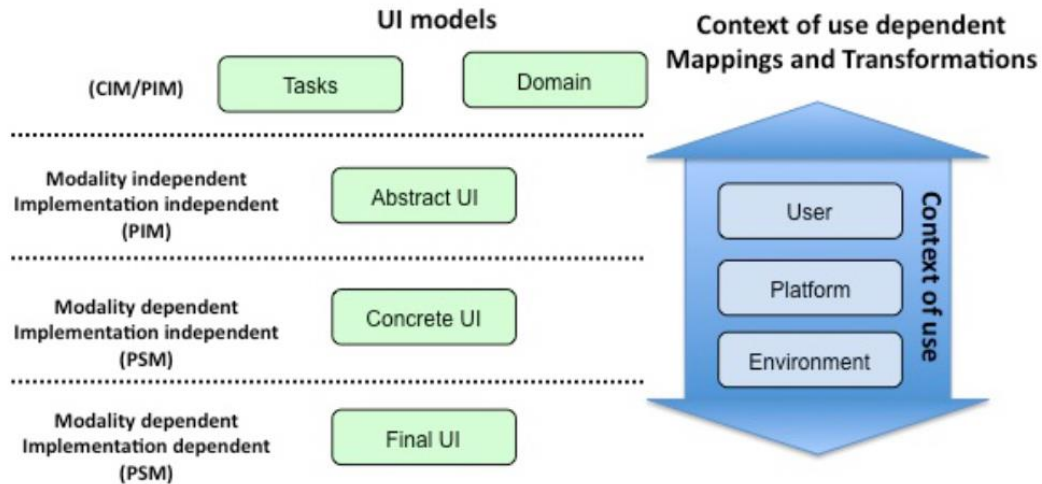 UI models
Context of use dependent
Mappings and Transformations
(CIM/PIM)
Tasks
Domain
Modality independent
Implementation independent
(PIM)
Abstract UI
Modality dependent
Implementation independent
(PSM)
Concrete UI
Modality dependent
Implementation dependent
(PSM)
Final UI
User
Platform
Environment
Context of use